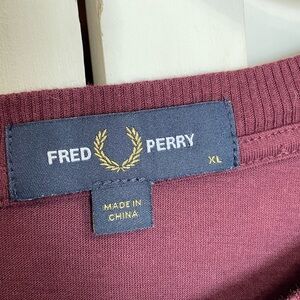 FRED PERRY
XL
MADE IN
CHINA